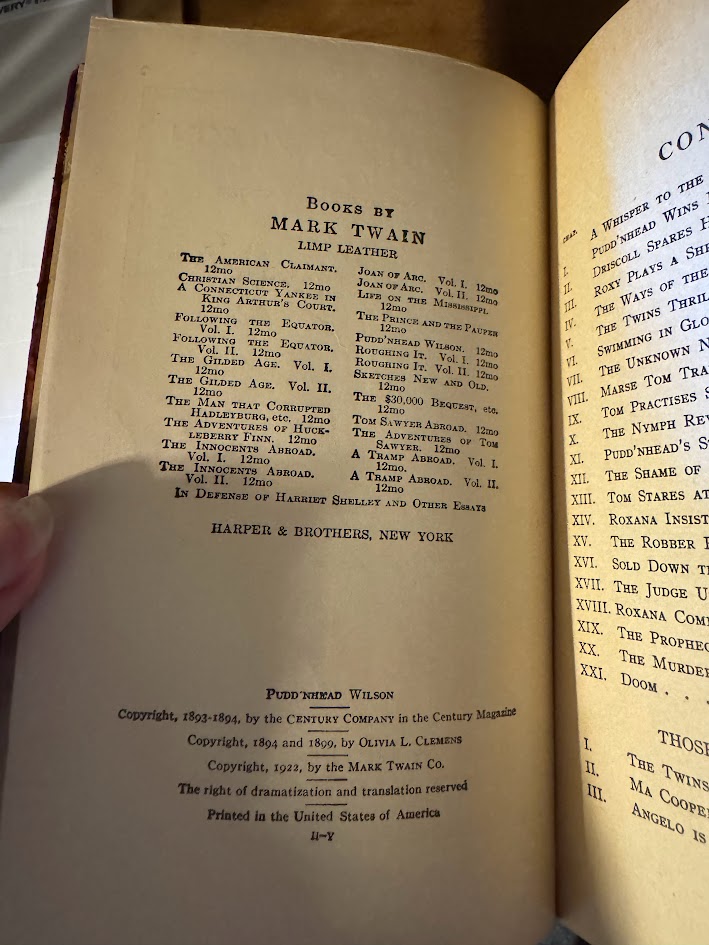 BOOKS BY
MARK TWAIN
LIMP LEATHER
THE AMERICAN CLAIMANT.
12mo
CHRISTIAN SCIENCE. 12mo
A CONNECTICUT YANKEE IN
KING ARTHUR'S COURT.
12mo
FOLLOWING THE EQUATOR.
Vol. I. 12mo
FOLLOWING THE EQUATOR.
Vol. II. 12mo
THE GILDED AGE. Vol. I.
12mo
THE GILDED AGE. Vol. II.
12mo
THE MAN THAT CORRUPTED
HADLEYBURG, etc. 12mo
THE ADVENTURES OF HUCK-
LEBERRY FINN. 12mo
THE INNOCENTS ABROAD.
Vol. I. 12mo
THE INNOCENTS ABROAD.
Vol. II. 12mo
JOAN OF ARC. Vol. I. 12mo
JOAN OF ARC. Vol. II. 12mo
LIFE ON THE MISSISSIPPI.
12mo
THE PRINCE AND THE PAUPER
12mo
PUDD'NHEAD WILSON. 12mo
ROUGHING IT. Vol. I. 12mo
ROUGHING IT. Vol. II. 12mo
SKETCHES NEW AND OLD.
12mo
THE $30,000 BEQUEST, etc.
12mo
TOM SAWYER ABROAD. 12mo
THE ADVENTURES OF TOM
SAWYER. 12mo
A TRAMP ABROAD. Vol. I.
12mo.
A TRAMP ABROAD. Vol. II.
12mo
IN DEFENSE OF HARRIET SHELLEY AND OTHER ESSAYS
HARPER & BROTHERS, NEW YORK
PUDD'NHEAD WILSON
Copyright, 1893-1894, by the CENTURY COMPANY in the Century Magazine
Copyright, 1894 and 1899, by OLIVIA L. CLEMENS
Copyright, 1922, by the MARK TWAIN CO.
The right of dramatization and translation reserved
Printed in the United States of America
H-Y
CON
CHAP.
A WHISPER TO THE
I. PUDD'NHEAD WINS
II. DRISCOLL SPARES
III. ROXY PLAYS A
IV. THE WAYS OF THE
V. THE TWINS
VI. SWIMMING IN
VII. THE UNKNOWN
VIII. MARSE TOM
IX. TOM PRACTISES
X. THE NYMPH
XI. PUDD'NHEAD'S
XII. THE SHAME OF
XIII. TOM STARES AT
XIV. ROXANA
XV. THE ROBBER
XVI. SOLD DOWN
XVII. THE JUDGE
XVIII. ROXANA
XIX. THE
XX. THE
XXI. DOOM . . .
THOSE
I. THE TWINS
II. MA
III. ANGELO IS